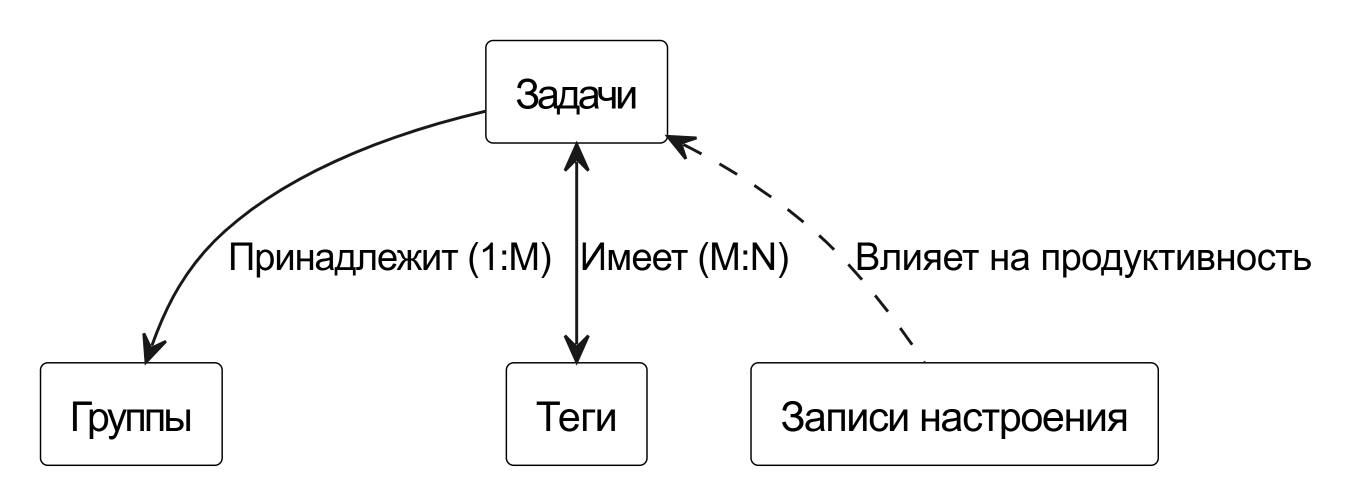 Задачи
Принадлежит (1:M)
Имеет (M:N)
Влияет на продуктивность
Группы
Теги
Записи настроения